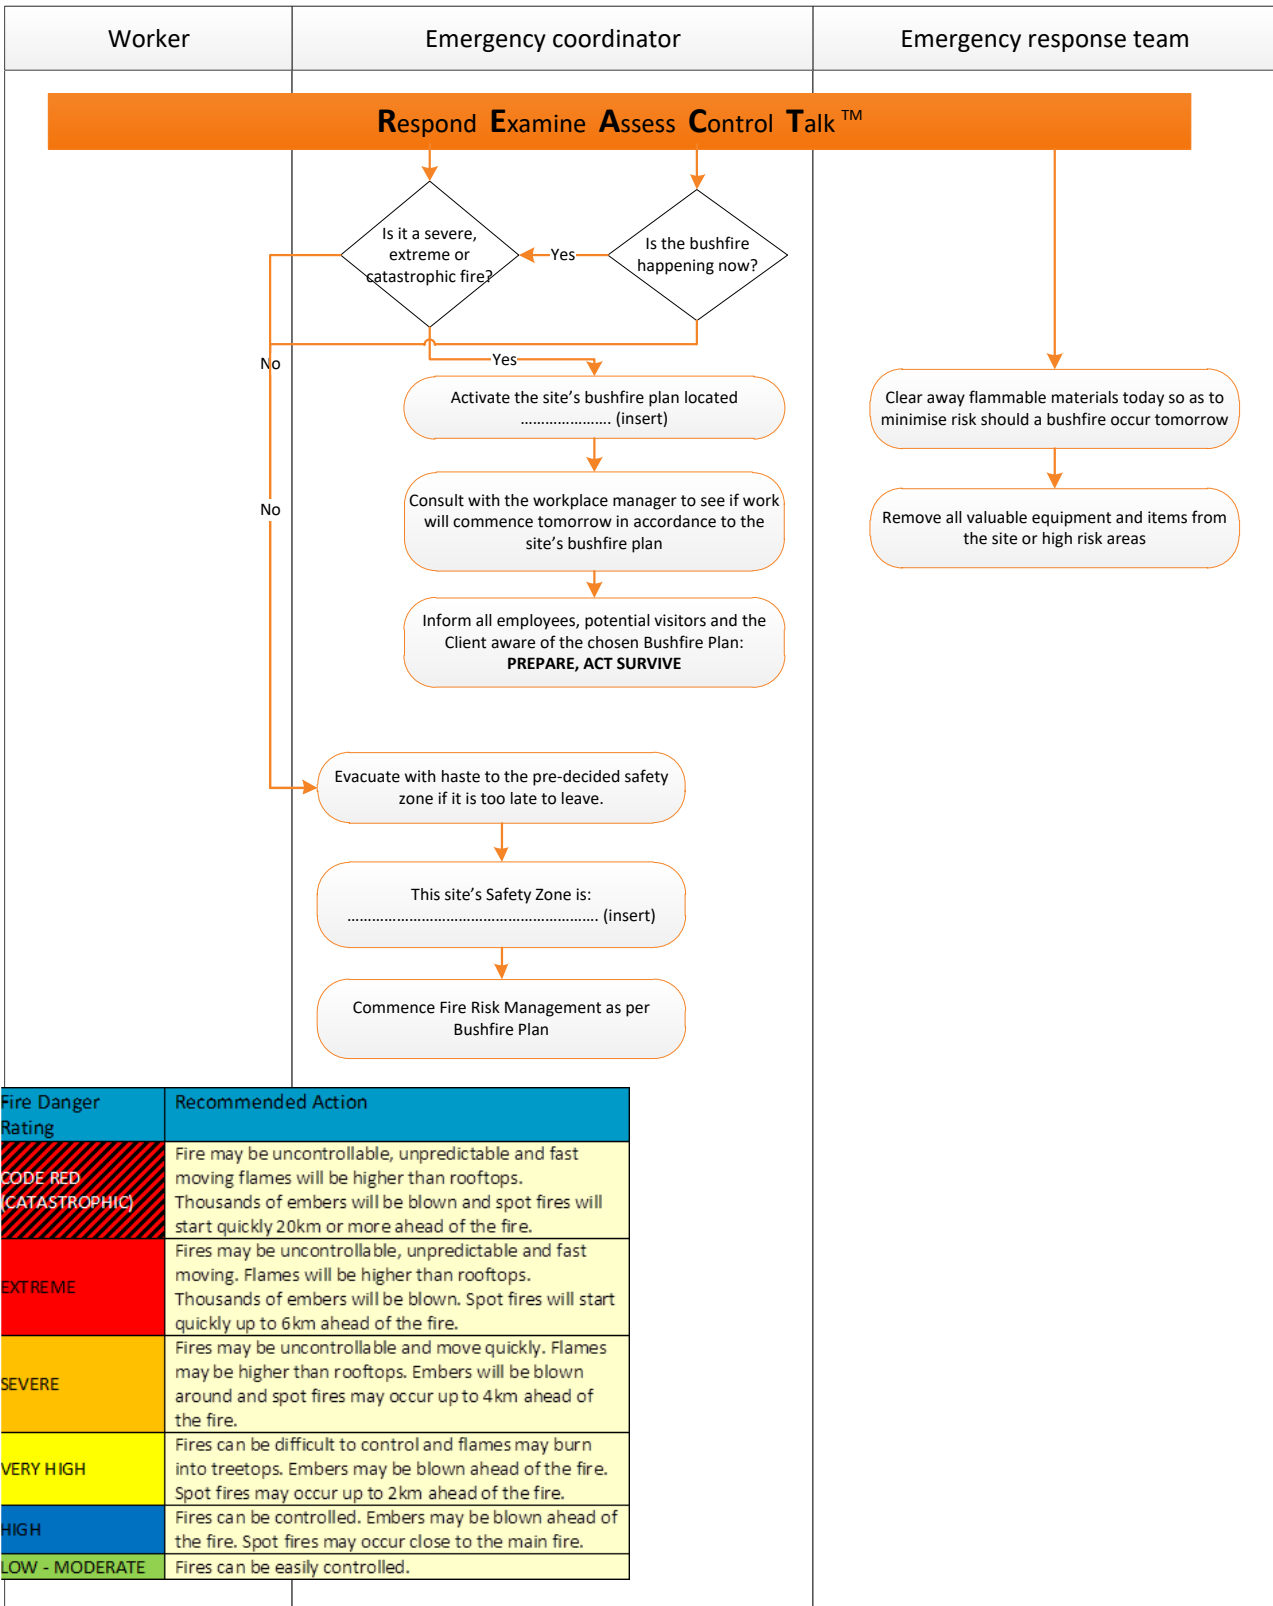 Worker
Emergency coordinator
Emergency response team
Respond Examine Assess Control Talk™
Is it a severe,
extreme or
catastrophic fire?
Yes
Is the bushfire
happening now?
No
Yes
Activate the site’s bushfire plan located
…………………. (insert)
Clear away flammable materials today so as to
minimise risk should a bushfire occur tomorrow
No
Consult with the workplace manager to see if work
will commence tomorrow in accordance to the
site’s bushfire plan
Remove all valuable equipment and items from
the site or high risk areas
Inform all employees, potential visitors and the
Client aware of the chosen Bushfire Plan:
PREPARE, ACT SURVIVE
Evacuate with haste to the pre-decided safety
zone if it is too late to leave.
This site’s Safety Zone is:
……………………………………………………. (insert)
Commence Fire Risk Management as per
Bushfire Plan
Fire Danger
Rating
Recommended Action
CODE RED
(CATASTROPHIC)
Fire may be uncontrollable, unpredictable and fast
moving flames will be higher than rooftops.
Thousands of embers will be blown and spot fires will
start quickly 20km or more ahead of the fire.
EXTREME
Fires may be uncontrollable, unpredictable and fast
moving. Flames will be higher than rooftops.
Thousands of embers will be blown. Spot fires will start
quickly up to 6km ahead of the fire.
SEVERE
Fires may be uncontrollable and move quickly. Flames
may be higher than rooftops. Embers will be blown
around and spot fires may occur up to 4km ahead of
the fire.
VERY HIGH
Fires can be difficult to control and flames may burn
into treetops. Embers may be blown ahead of the fire.
Spot fires may occur up to 2km ahead of the fire.
HIGH
Fires can be controlled. Embers may be blown ahead of
the fire. Spot fires may occur close to the main fire.
LOW - MODERATE
Fires can be easily controlled.